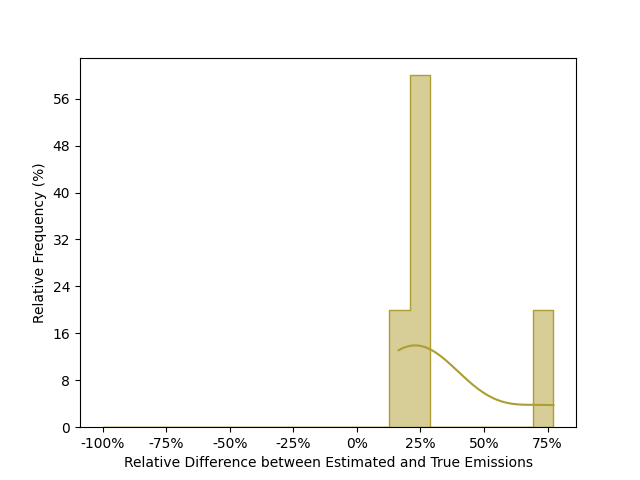 56
48
40
32
24
16
8
0
Relative Frequency (%)
-100% -75% -50% -25% 0% 25% 50% 75%
Relative Difference between Estimated and True Emissions